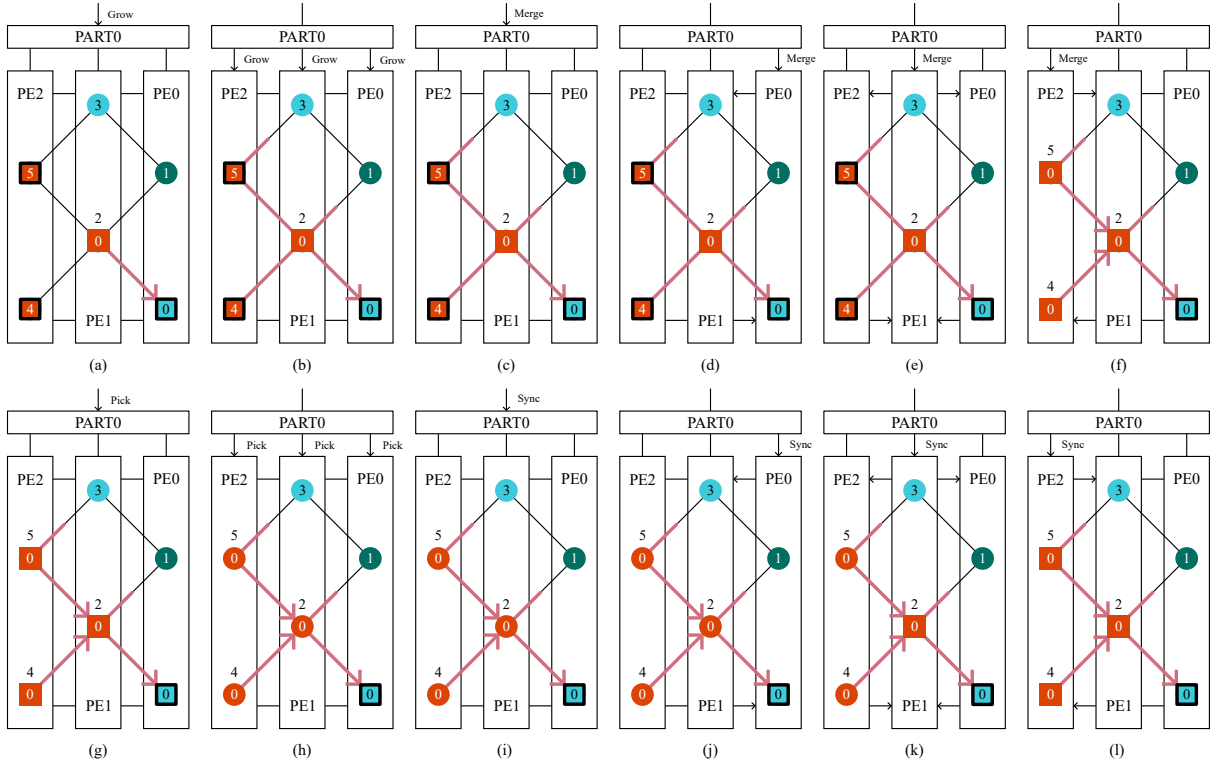 Grow
PART0
PE2 PE0
3
5 1
2
0
4 0
PE1
(a)
PART0
Grow Grow Grow
PE2 PE0
3
5 1
2
0
4 0
PE1
(b)
Merge
PART0
PE2 PE0
3
5 1
2
0
4 0
PE1
(c)
PART0
Merge
PE2 PE0
3
5 1
2
0
4 0
PE1
(d)
PART0
Merge
PE2 PE0
3
5 1
2
0
4 0
PE1
(e)
PART0
Merge
PE2 PE0
3
5
0 1
2
0
4
0 0
PE1
(f)
Pick
PART0
PE2 PE0
3
5
0 1
2
0
4
0 0
PE1
(g)
PART0
Pick Pick Pick
PE2 PE0
3
5
0 1
2
0
4
0 0
PE1
(h)
Sync
PART0
PE2 PE0
3
5
0 1
2
0
4
0 0
PE1
(i)
PART0
Sync
PE2 PE0
3
5
0 1
2
0
4
0 0
PE1
(j)
PART0
Sync
PE2 PE0
3
5
0 1
2
0
4
0 0
PE1
(k)
PART0
Sync
PE2 PE0
3
5
0 1
2
0
4
0 0
PE1
(l)